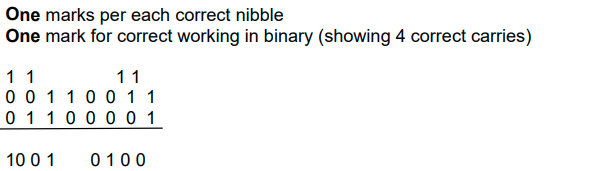 One marks per each correct nibble
One mark for correct working in binary (showing 4 correct carries)
1 1 1 1
0 0 1 1 0 0 1 1
0 1 1 0 0 0 0 1
10 0 1 0 1 0 0